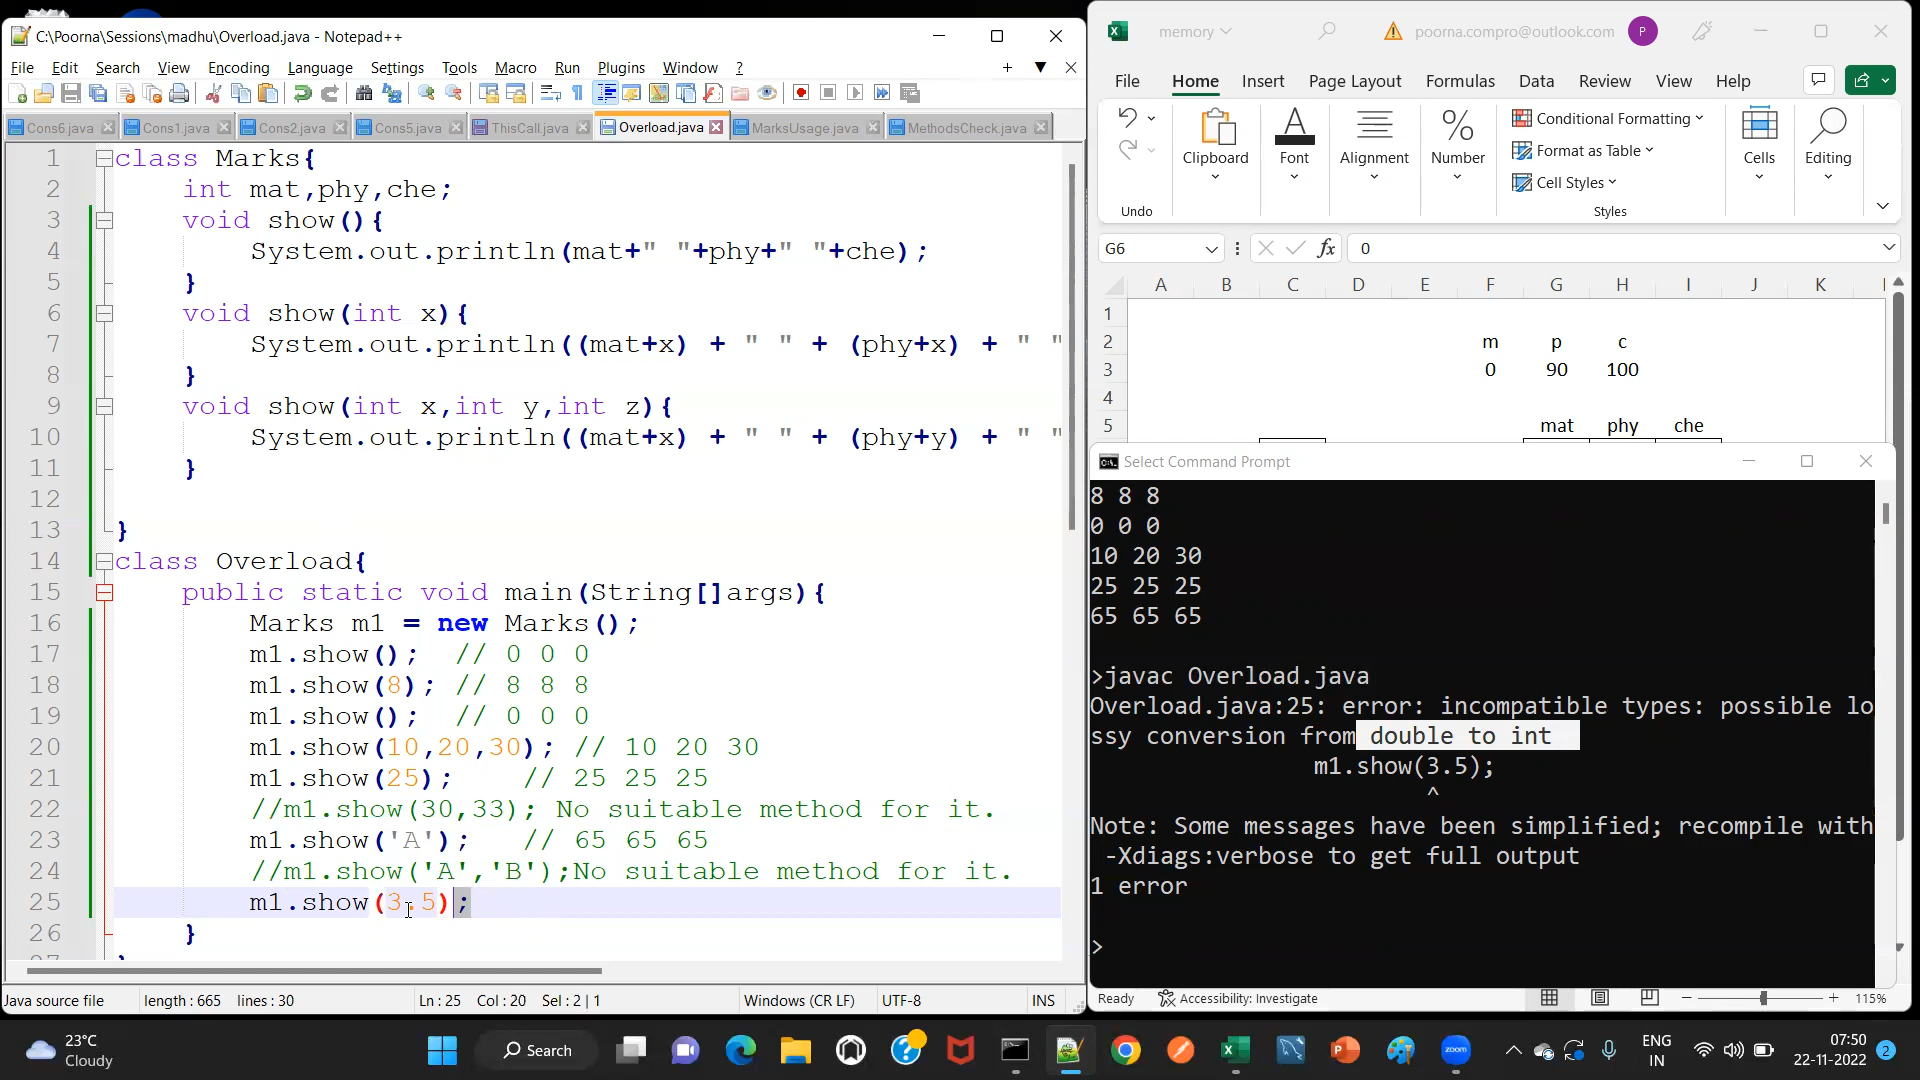 C:\Poorna\Sessions\madhu\Overload.java - Notepad++
File Edit Search View Encoding Language Settings Tools Macro Run Plugins Window ?
Cons6.java Cons1.java Cons2.java Cons5.java ThisCall.java Overload.java MarksUsage.java MethodsCheck.java
1 class Marks{
2 int mat,phy,che;
3 void show(){
4 System.out.println(mat+" "+phy+" "+che);
5 }
6 void show(int x){
7 System.out.println((mat+x) + " " + (phy+x) + " "
8 }
9 void show(int x,int y,int z){
10 System.out.println((mat+x) + " " + (phy+y) + " "
11 }
12
13 }
14 class Overload{
15 public static void main(String[]args){
16 Marks m1 = new Marks();
17 m1.show(); // 0 0 0
18 m1.show(8); // 8 8 8
19 m1.show(); // 0 0 0
20 m1.show(10,20,30); // 10 20 30
21 m1.show(25); // 25 25 25
22 //m1.show(30,33); No suitable method for it.
23 m1.show('A'); // 65 65 65
24 //m1.show('A','B');No suitable method for it.
25 m1.show(3.5);
26 }
Java source file length : 665 lines : 30 Ln : 25 Col : 20 Sel : 2 | 1 Windows (CR LF) UTF-8 INS
memory poorna.compro@outlook.com P
File Home Insert Page Layout Formulas Data Review View Help
Clipboard Font Alignment Number Conditional Formatting Format as Table Cell Styles Cells Editing
Undo Styles
G6 fx 0
A B C D E F G H I J K
1
2 m p c
3 0 90 100
4
5 mat phy che
Select Command Prompt
8 8 8
0 0 0
10 20 30
25 25 25
65 65 65
>javac Overload.java
Overload.java:25: error: incompatible types: possible lo
ssy conversion from double to int
m1.show(3.5);
^
Note: Some messages have been simplified; recompile with
-Xdiags:verbose to get full output
1 error
>
Ready Accessibility: Investigate 115%
23°C
Cloudy
Search
zoom
ENG
IN
07:50
22-11-2022
2